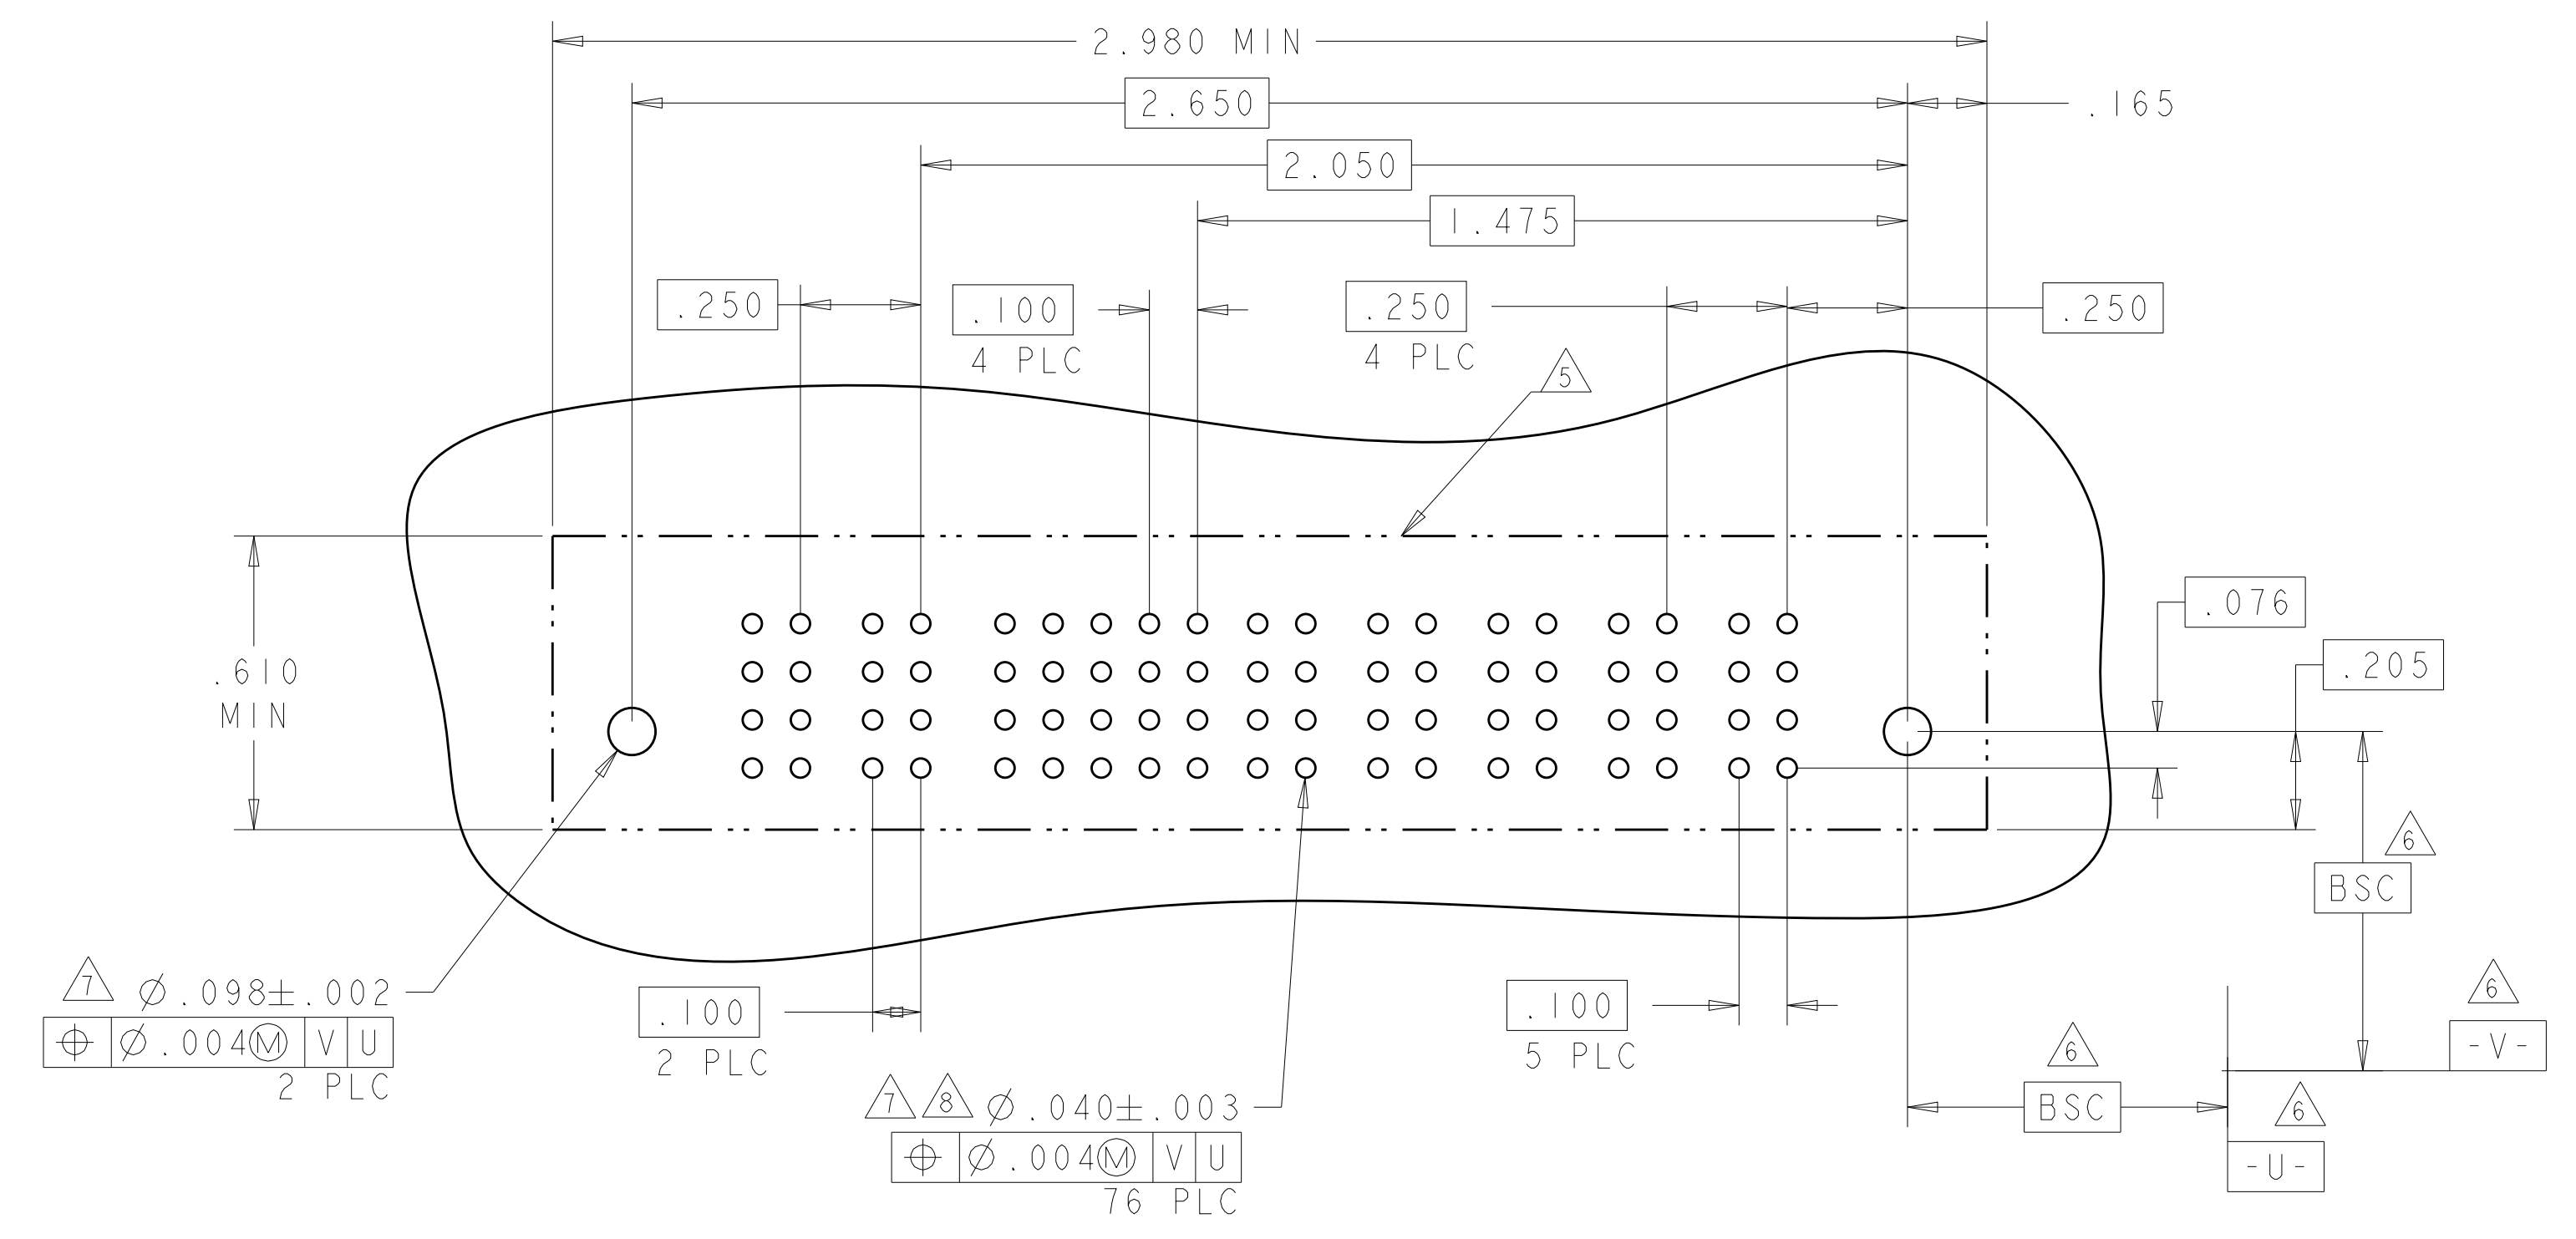 2.980 MIN
2.650
.165
2.050
1.475
.250
.100
4 PLC
.250
4 PLC
.250
5
.076
.205
.610
MIN
6
BSC
7 ⌀.098±.002
⌖ ⌀.004Ⓜ V U
2 PLC
.100
2 PLC
.100
5 PLC
7 8 ⌀.040±.003
⌖ ⌀.004Ⓜ V U
76 PLC
6
BSC
6
-V-
6
-U-